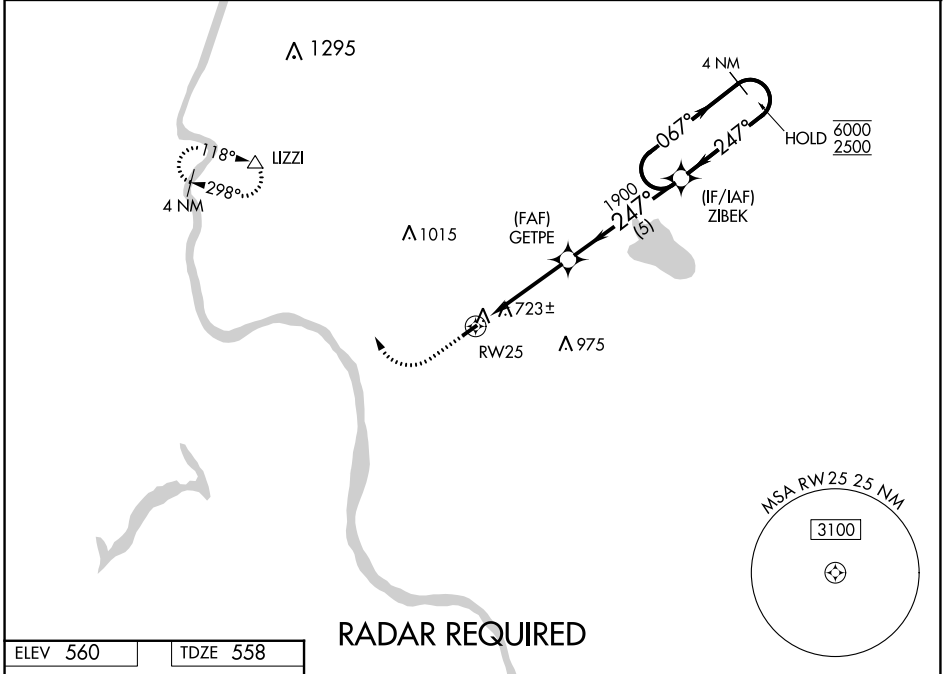 1295
4 NM
067°
247°
HOLD 6000
2500
118°
LIZZI
298°
4 NM
1900
247°
(5)
(IF/IAF)
ZIBEK
(FAF)
GETPE
1015
723±
RW25
975
MSA RW25 25 NM
3100
RADAR REQUIRED
ELEV 560
TDZE 558